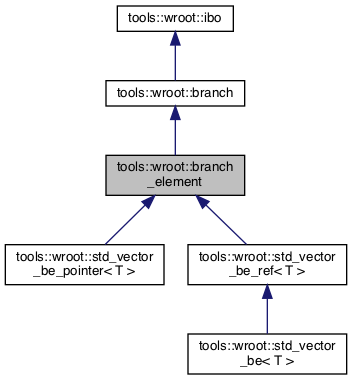 tools::wroot::ibo
tools::wroot::branch
tools::wroot::branch
_element
tools::wroot::std_vector
_be_pointer< T >
tools::wroot::std_vector
_be_ref< T >
tools::wroot::std_vector
_be< T >